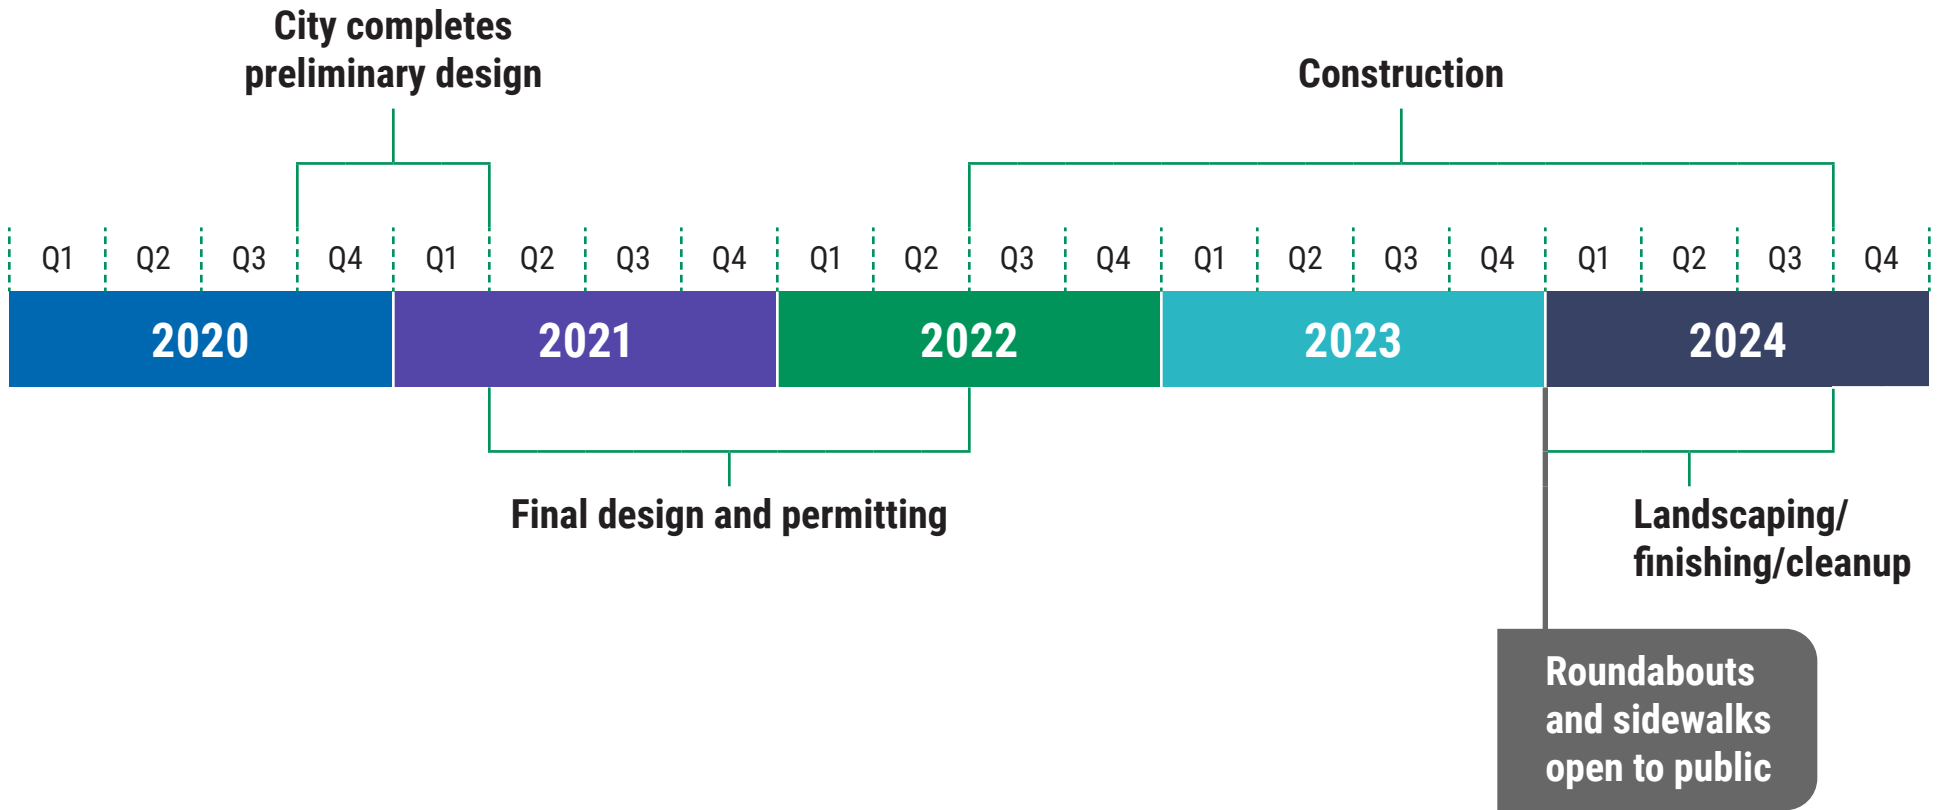 City completes
preliminary design
Construction
Q1 Q2 Q3 Q4 Q1 Q2 Q3 Q4 Q1 Q2 Q3 Q4 Q1 Q2 Q3 Q4 Q1 Q2 Q3 Q4
2020 2021 2022 2023 2024
Final design and permitting
Landscaping/
finishing/cleanup
Roundabouts
and sidewalks
open to public